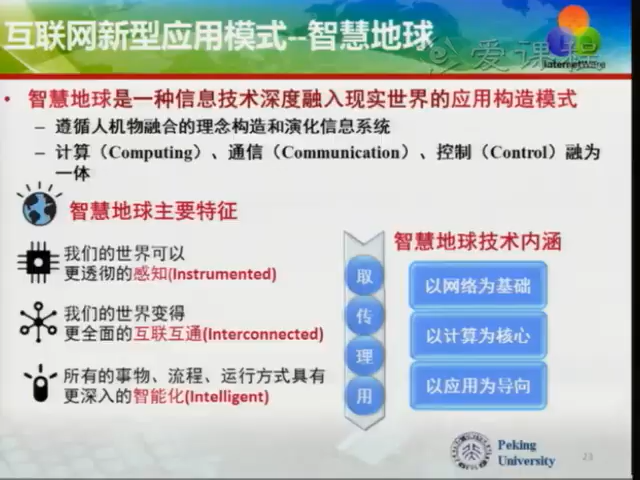 互联网新型应用模式--智慧地球
爱课程
InternetWare
• 智慧地球是一种信息技术深度融入现实世界的应用构造模式
– 遵循人机物融合的理念构造和演化信息系统
– 计算（Computing）、通信（Communication）、控制（Control）融为
一体
智慧地球主要特征
我们的世界可以
更透彻的感知(Instrumented)
我们的世界变得
更全面的互联互通(Interconnected)
所有的事物、流程、运行方式具有
更深入的智能化(Intelligent)
智慧地球技术内涵
取
传
理
用
以网络为基础
以计算为核心
以应用为导向
Peking
University
23